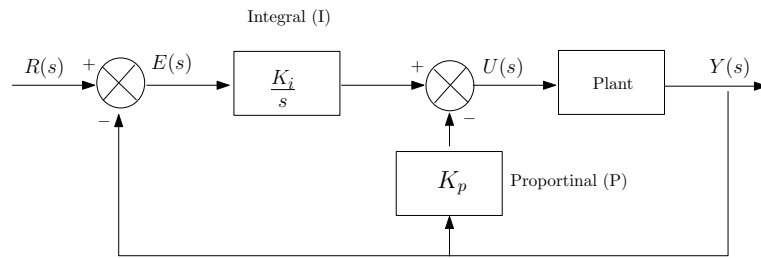 Integral (I)
R(s)
+
−
E(s)
K_i
s
+
−
U(s)
Plant
Y(s)
K_p
Proportinal (P)